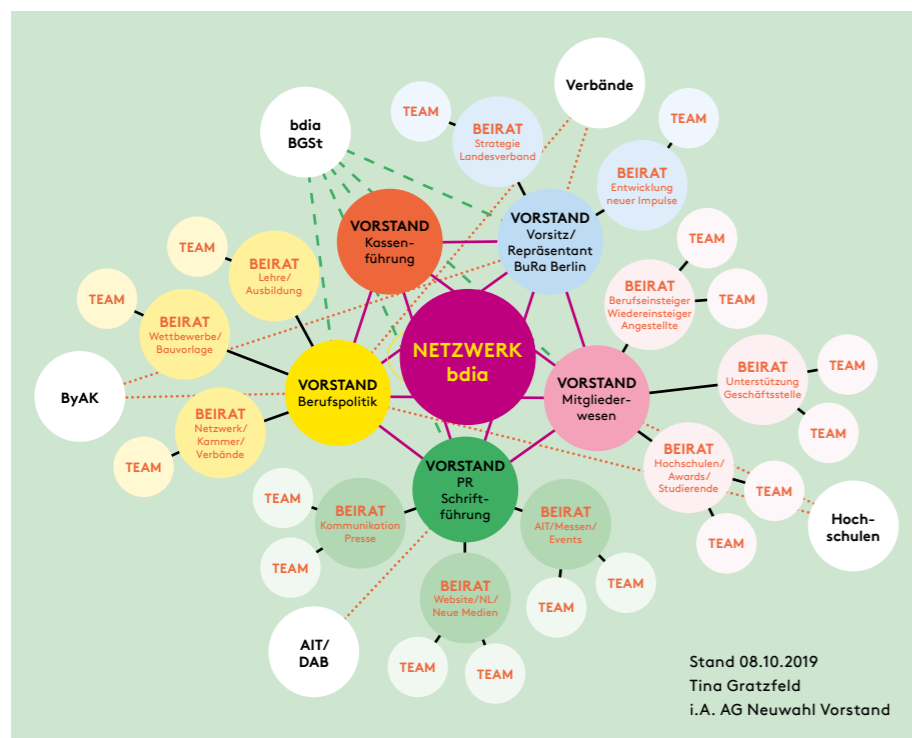 Verbände
bdia
BGSt
TEAM
BEIRAT
Strategie
Landesverband
TEAM
BEIRAT
Entwicklung
neuer Impulse
VORSTAND
Kassen-
führung
VORSTAND
Vorsitz/
Repräsentant
BuRa Berlin
TEAM
BEIRAT
Lehre/
Ausbildung
TEAM
BEIRAT
Wettbewerbe/
Bauvorlage
TEAM
BEIRAT
Berufseinsteiger
Wiedereinsteiger
Angestellte
TEAM
NETZWERK
bdia
ByAK
VORSTAND
Berufspolitik
VORSTAND
Mitglieder-
wesen
BEIRAT
Unterstützung
Geschäftsstelle
TEAM
TEAM
BEIRAT
Netzwerk/
Kammer/
Verbände
TEAM
VORSTAND
PR
Schrift-
führung
BEIRAT
Hochschulen/
Awards/
Studierende
TEAM
TEAM
Hoch-
schulen
TEAM
BEIRAT
Kommunikation
Presse
TEAM
BEIRAT
AIT/Messen/
Events
TEAM
TEAM
BEIRAT
Website/NL/
Neue Medien
TEAM
TEAM
AIT/
DAB
Stand 08.10.2019
Tina Gratzfeld
i.A. AG Neuwahl Vorstand